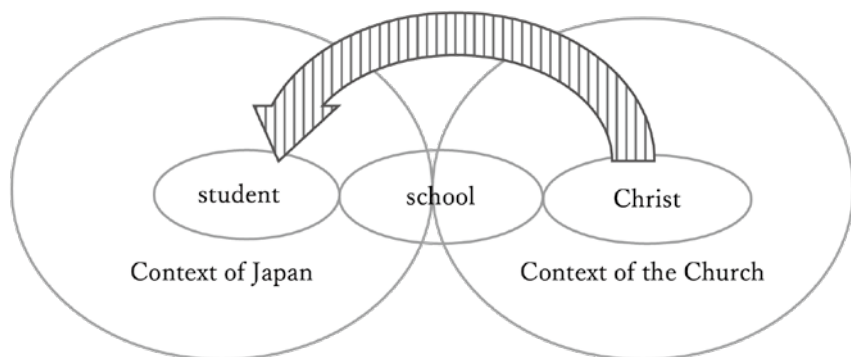 student
school
Christ
Context of Japan
Context of the Church